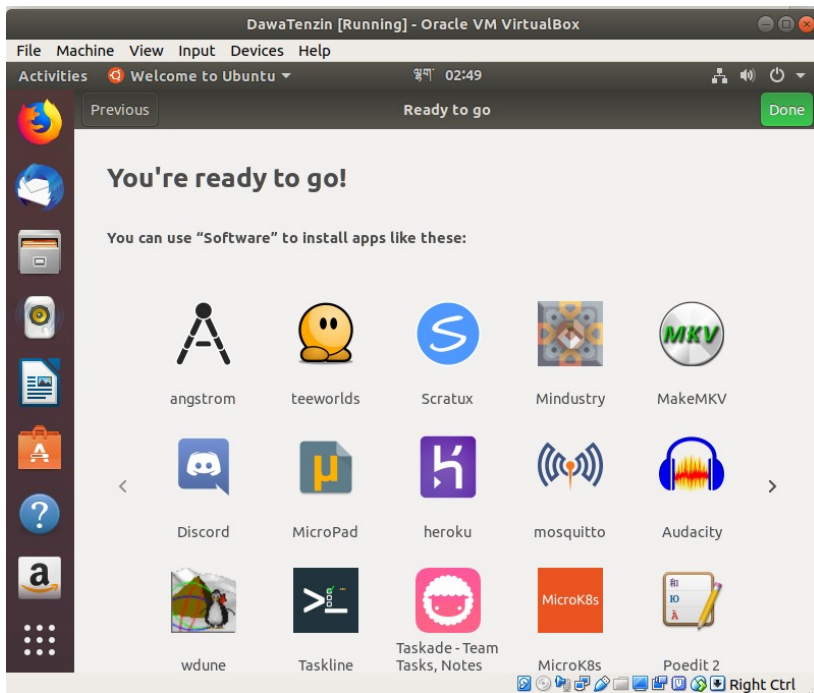 DawaTenzin [Running] - Oracle VM VirtualBox
File Machine View Input Devices Help
Activities Welcome to Ubuntu 02:49
Previous Ready to go Done
You're ready to go!
You can use “Software” to install apps like these:
MKV
angstrom teeworlds Scratux Mindustry MakeMKV
µ
Discord MicroPad heroku mosquitto Audacity
MicroK8s
Taskade - Team
wdune Taskline Tasks, Notes MicroK8s Poedit 2
Right Ctrl